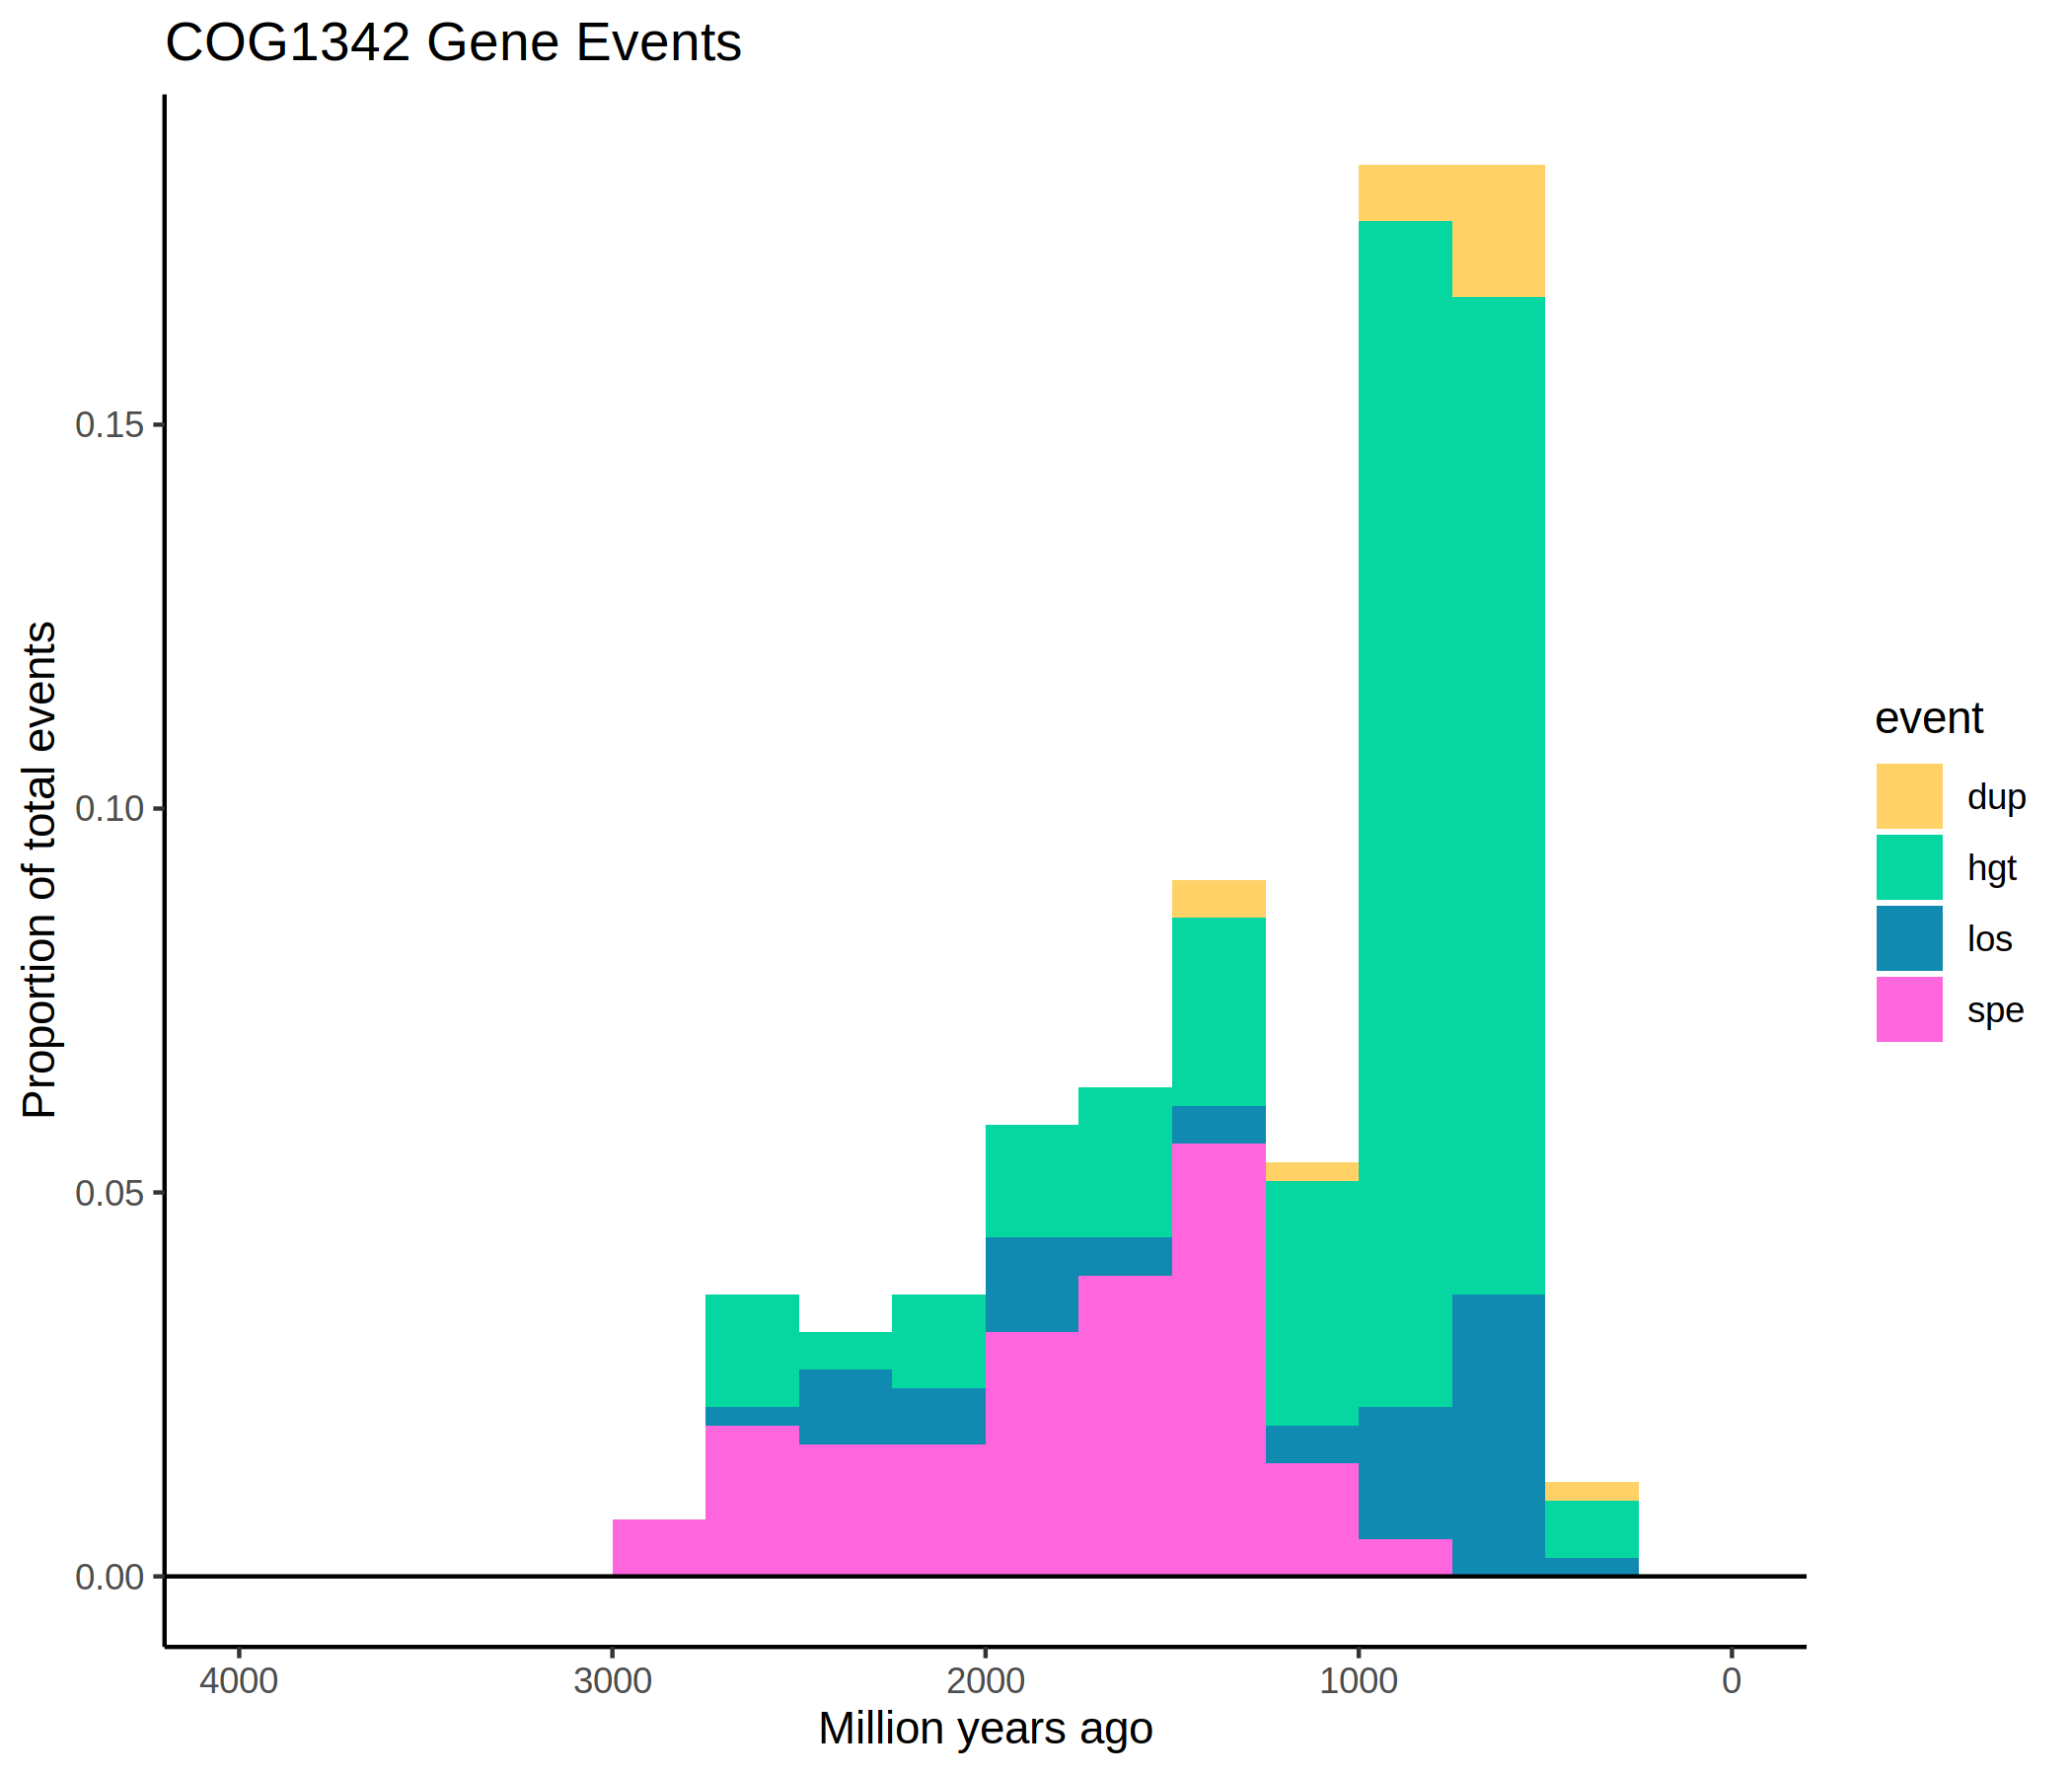 COG1342 Gene Events
Proportion of total events
0.15
0.10
0.05
0.00
4000 3000 2000 1000 0
Million years ago
event
dup
hgt
los
spe